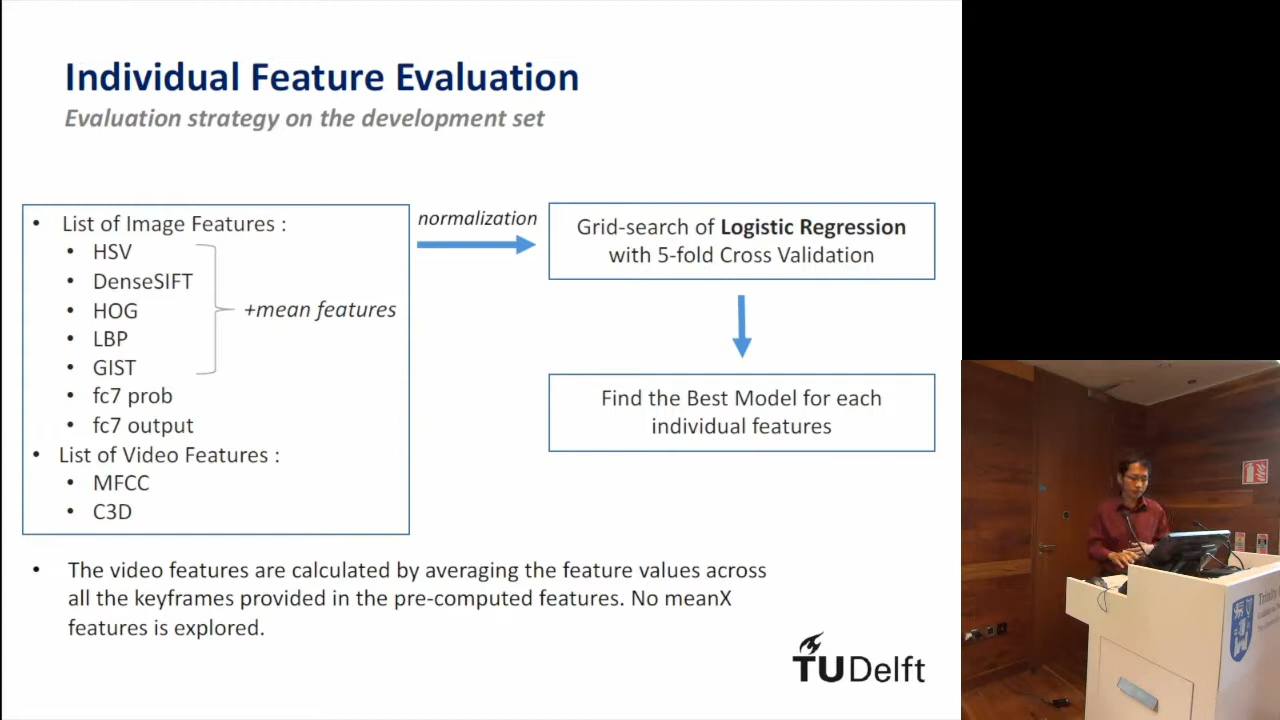 Individual Feature Evaluation
Evaluation strategy on the development set
• List of Image Features :
• HSV
• DenseSIFT
• HOG
• LBP
• GIST
+mean features
• fc7 prob
• fc7 output
• List of Video Features :
• MFCC
• C3D
normalization
Grid-search of Logistic Regression
with 5-fold Cross Validation
Find the Best Model for each
individual features
• The video features are calculated by averaging the feature values across
all the keyframes provided in the pre-computed features. No meanX
features is explored.
TUDelft
Trinity